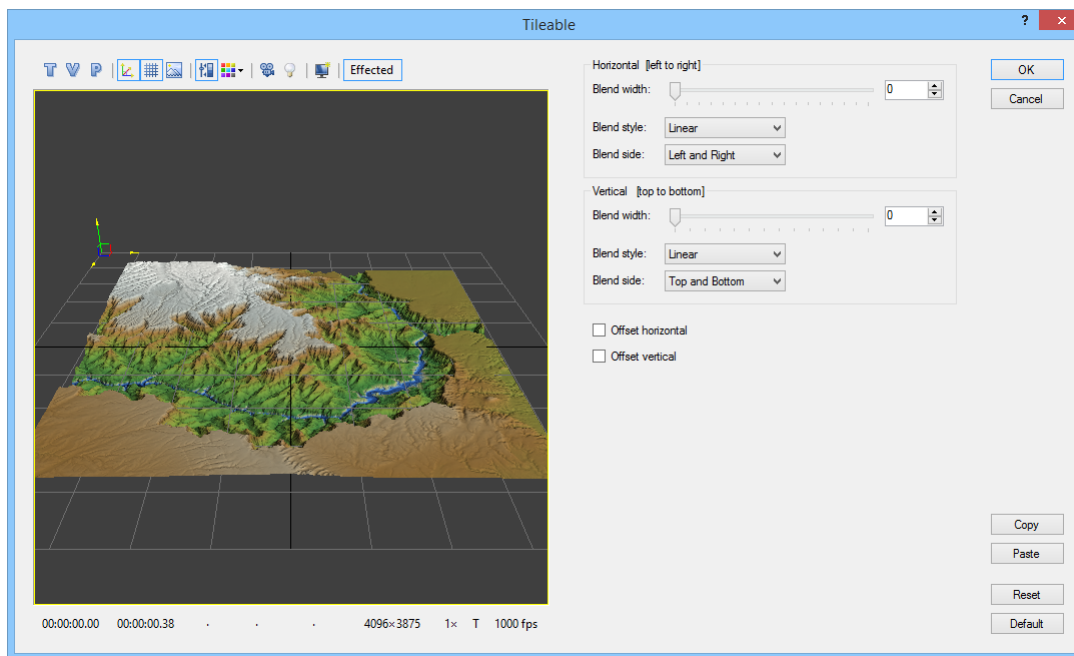 Tileable
?
T V P
Effected
Horizontal [left to right]
Blend width:
0
Blend style:
Linear
Blend side:
Left and Right
Vertical [top to bottom]
Blend width:
0
Blend style:
Linear
Blend side:
Top and Bottom
Offset horizontal
Offset vertical
OK
Cancel
Copy
Paste
Reset
Default
00:00:00.00 00:00:00.38 . . . 4096×3875 1× T 1000 fps